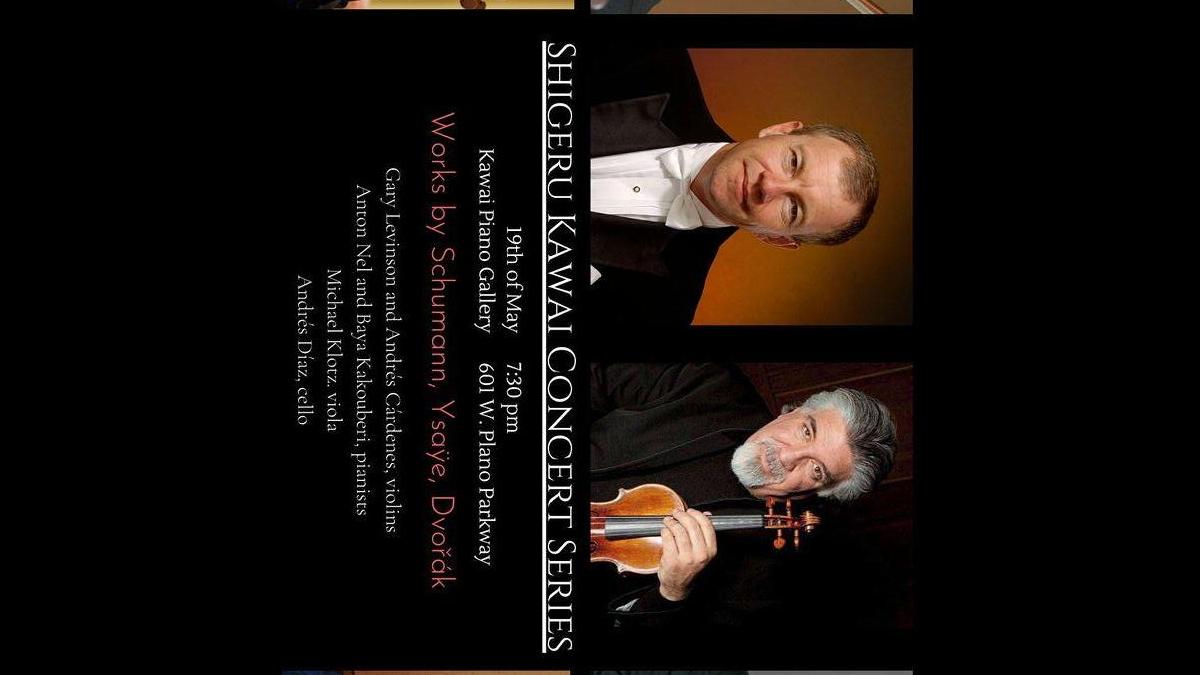 SHIGERU KAWAI CONCERT SERIES
19th of May 7:30 pm
Kawai Piano Gallery 601 W. Plano Parkway
Works by Schumann, Ysaÿe, Dvořák
Gary Levinson and Andrés Cárdenes, violins
Anton Nel and Baya Kakouberi, pianists
Michael Klotz. viola
Andrés Díaz, cello